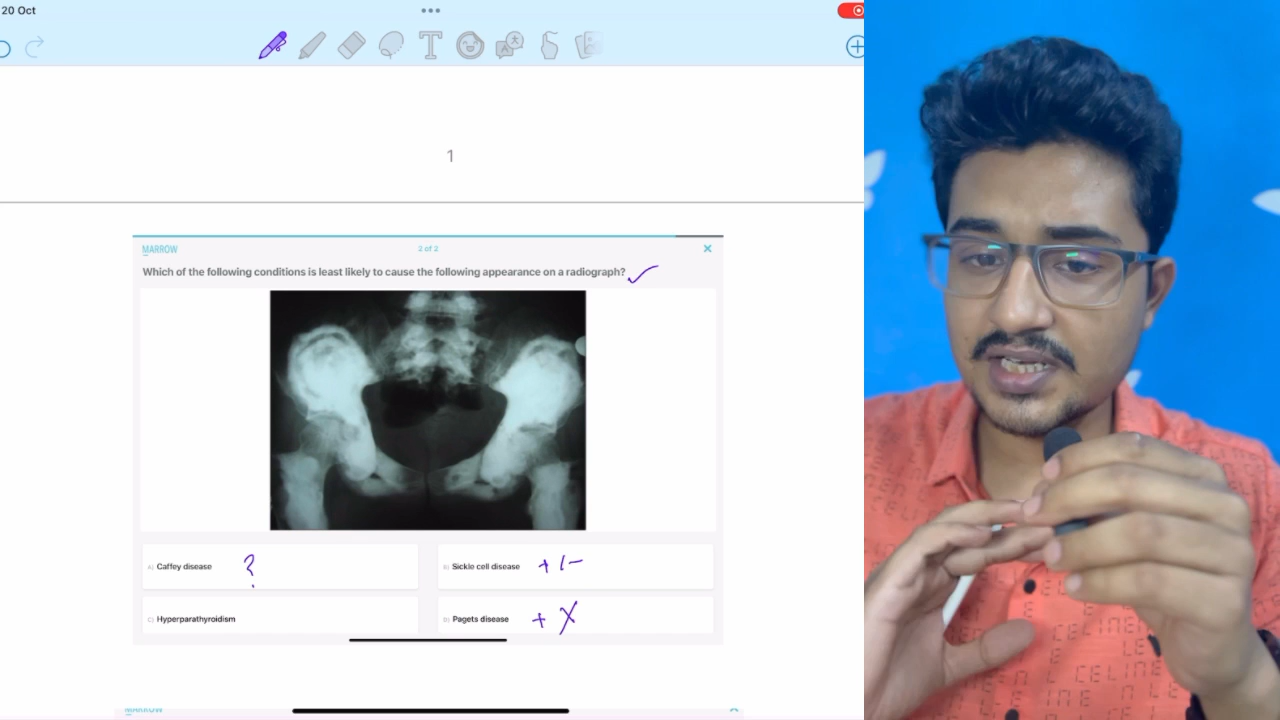 20 Oct
1
MARROW
2 of 2
Which of the following conditions is least likely to cause the following appearance on a radiograph?
A) Caffey disease ?
B) Sickle cell disease + / -
C) Hyperparathyroidism
D) Pagets disease + X
MARROW
CELINE